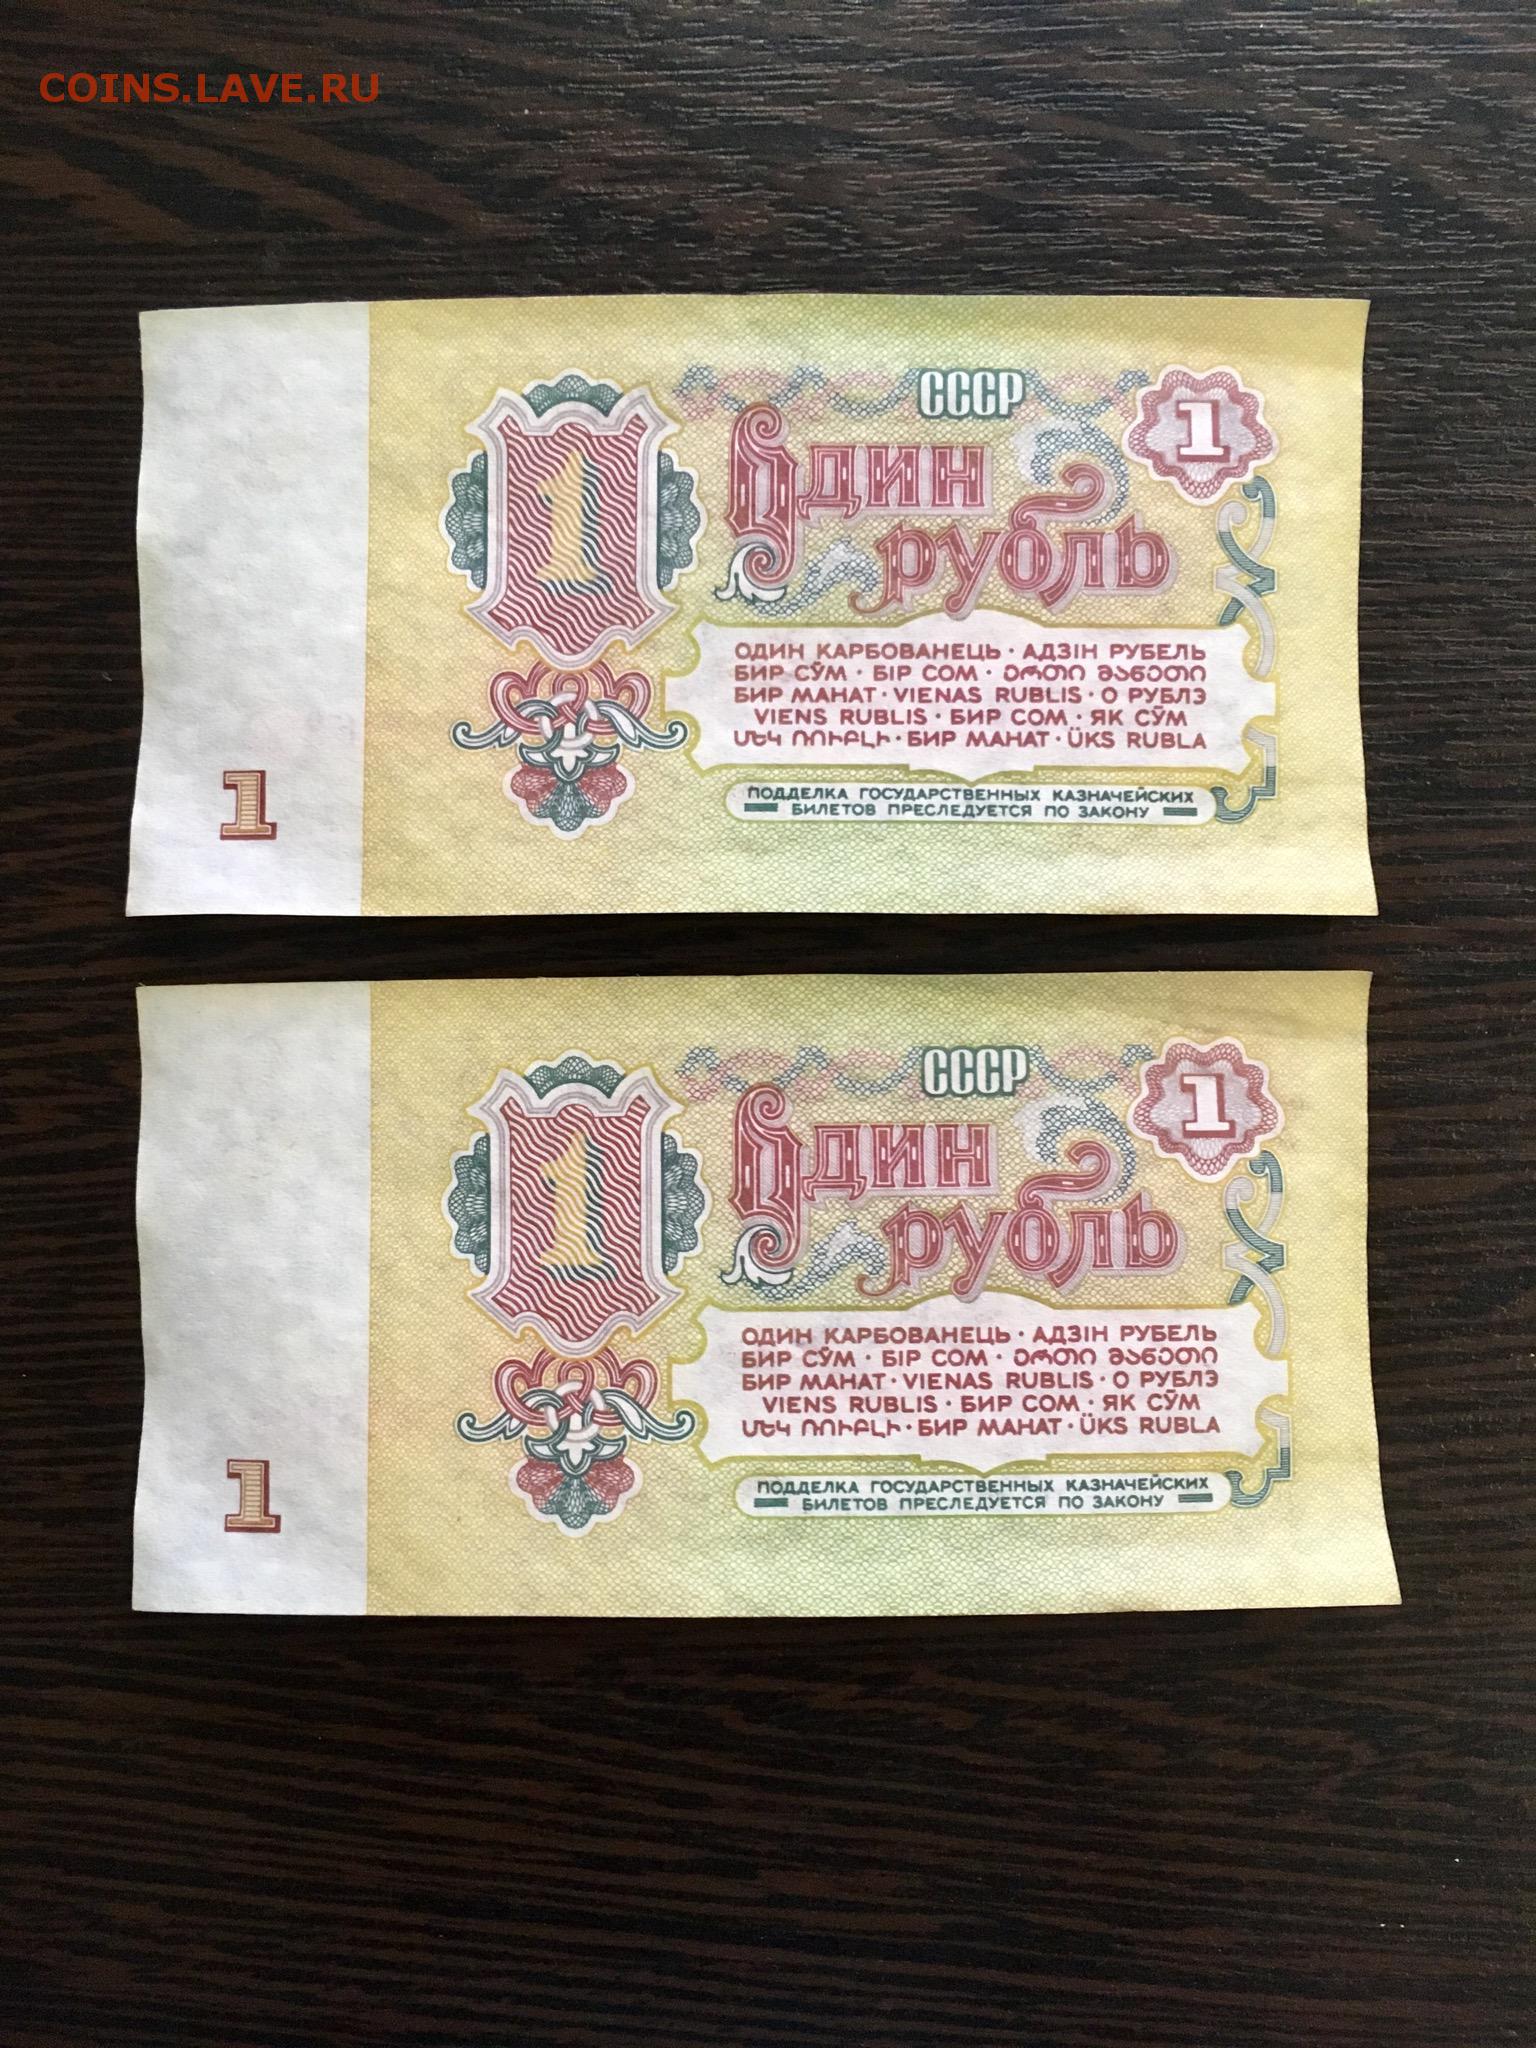 COINS.LAVE.RU
СССР
1
1
Один
рубль
ОДИН КАРБОВАНЕЦЬ · АДЗІН РУБЕЛЬ
БИР СЎМ · БІР СОМ · ᲔᲠᲗᲘ ᲛᲐᲜᲔᲗᲘ
БИР МАНАТ · VIENAS RUBLIS · О РУБЛЭ
VIENS RUBLIS · БИР СОМ · ЯК СӮМ
ՄԵԿ ՌՈՒԲԼԻ · БИР МАНАТ · ÜKS RUBLA
ПОДДЕЛКА ГОСУДАРСТВЕННЫХ КАЗНАЧЕЙСКИХ
БИЛЕТОВ ПРЕСЛЕДУЕТСЯ ПО ЗАКОНУ
1
СССР
1
1
Один
рубль
ОДИН КАРБОВАНЕЦЬ · АДЗІН РУБЕЛЬ
БИР СЎМ · БІР СОМ · ᲔᲠᲗᲘ ᲛᲐᲜᲔᲗᲘ
БИР МАНАТ · VIENAS RUBLIS · О РУБЛЭ
VIENS RUBLIS · БИР СОМ · ЯК СӮМ
ՄԵԿ ՌՈՒԲԼԻ · БИР МАНАТ · ÜKS RUBLA
ПОДДЕЛКА ГОСУДАРСТВЕННЫХ КАЗНАЧЕЙСКИХ
БИЛЕТОВ ПРЕСЛЕДУЕТСЯ ПО ЗАКОНУ
1